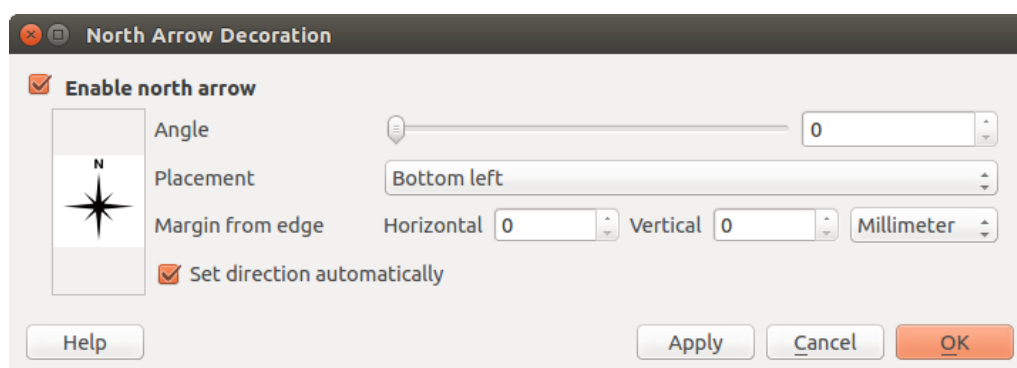 North Arrow Decoration
Enable north arrow
Angle 0
N
Placement Bottom left
Margin from edge Horizontal 0 Vertical 0 Millimeter
Set direction automatically
Help Apply Cancel OK